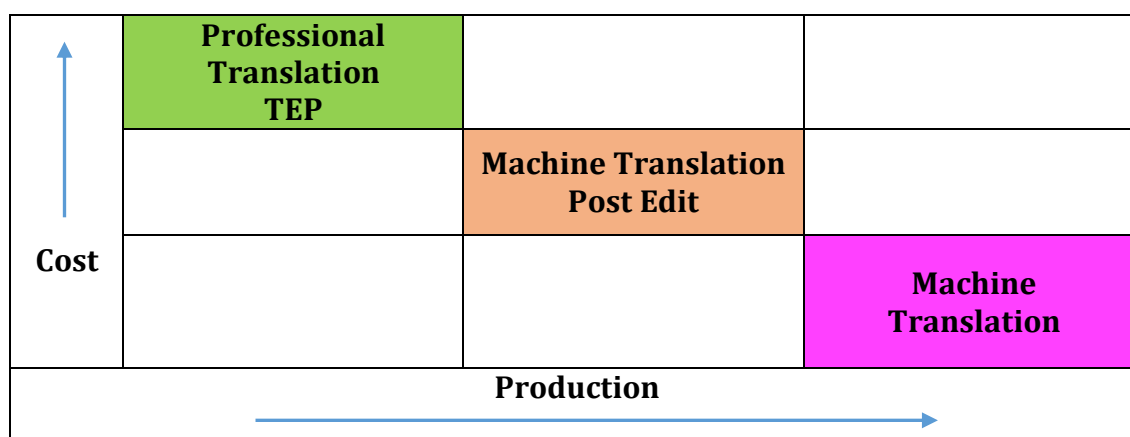 Professional
Translation
TEP
Machine Translation
Post Edit
Cost
Machine
Translation
Production